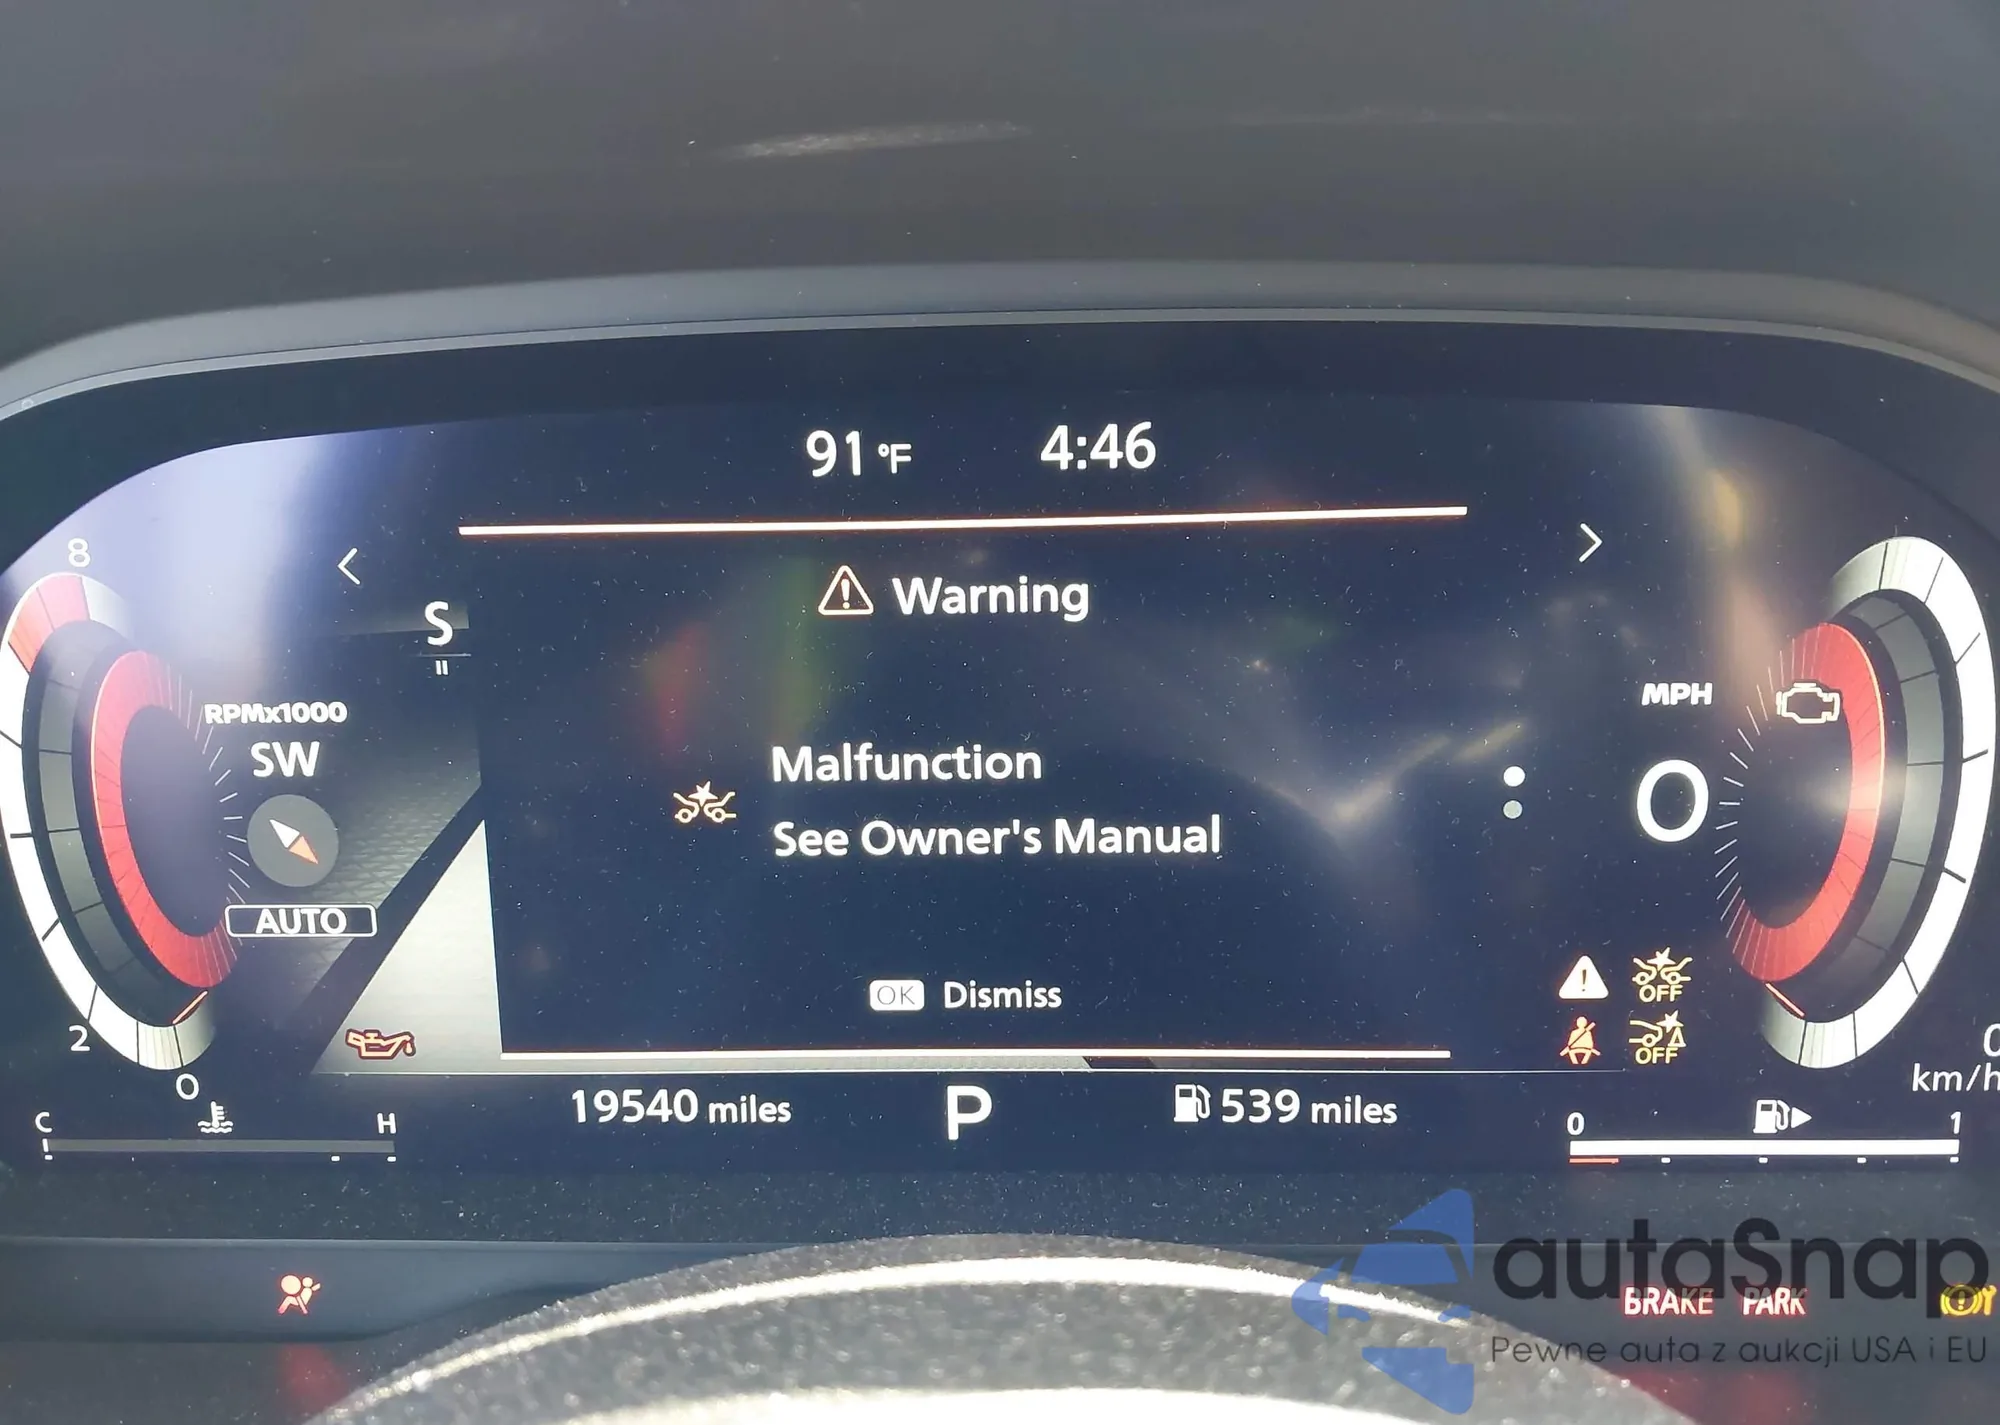 91 °F 4:46
Warning
8
S
RPMx1000
SW
MPH
Malfunction
0
See Owner's Manual
AUTO
OK Dismiss
OFF
OFF
2
0
0
km/h
19540 miles
P
539 miles
C
H
0
1
autaSnap
BRAKE PARK
Pewne auta z aukcji USA i EU